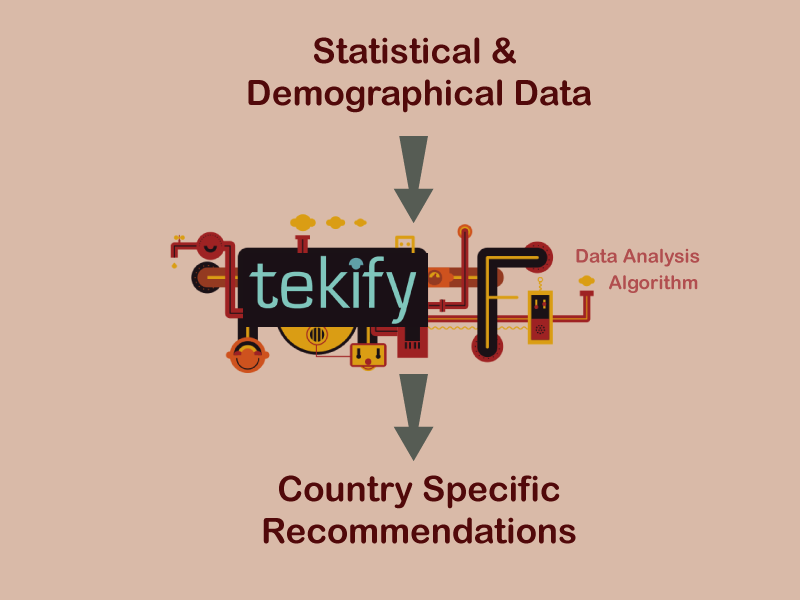 Statistical &
Demographical Data
tekify
Data Analysis
Algorithm
Country Specific
Recommendations